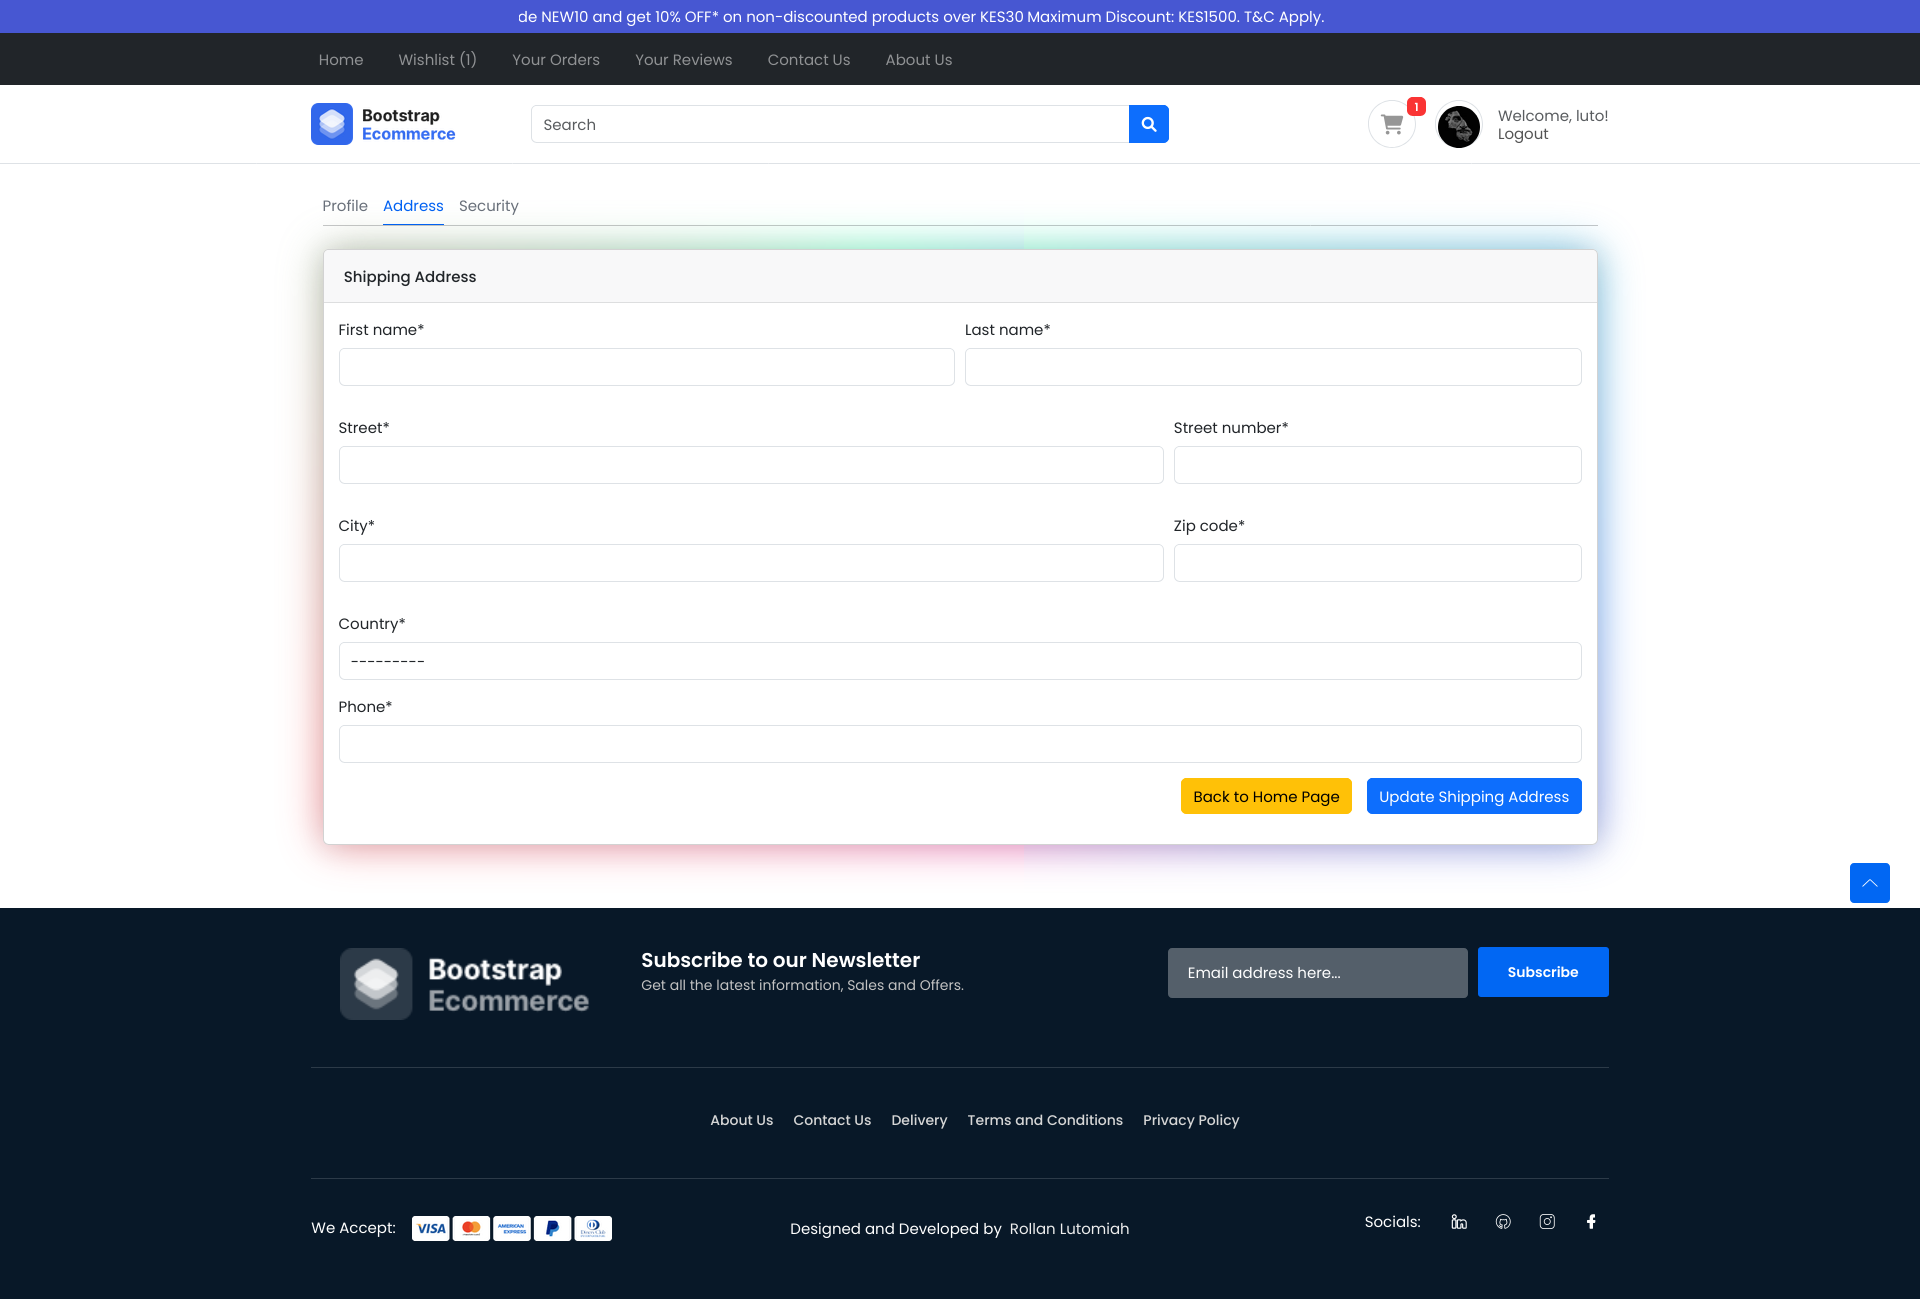 de NEW10 and get 10% OFF* on non-discounted products over KES30 Maximum Discount: KES1500. T&C Apply.
Home Wishlist (1) Your Orders Your Reviews Contact Us About Us
Bootstrap
Ecommerce
Search
1
Welcome, luto!
Logout
Profile Address Security
Shipping Address
First name* Last name*
Street* Street number*
City* Zip code*
Country*
---------
Phone*
Back to Home Page Update Shipping Address
Bootstrap
Ecommerce
Subscribe to our Newsletter
Get all the latest information, Sales and Offers.
Email address here...
Subscribe
About Us Contact Us Delivery Terms and Conditions Privacy Policy
We Accept: VISA
AMERICAN
EXPRESS
Designed and Developed by Rollan Lutomiah
Socials: